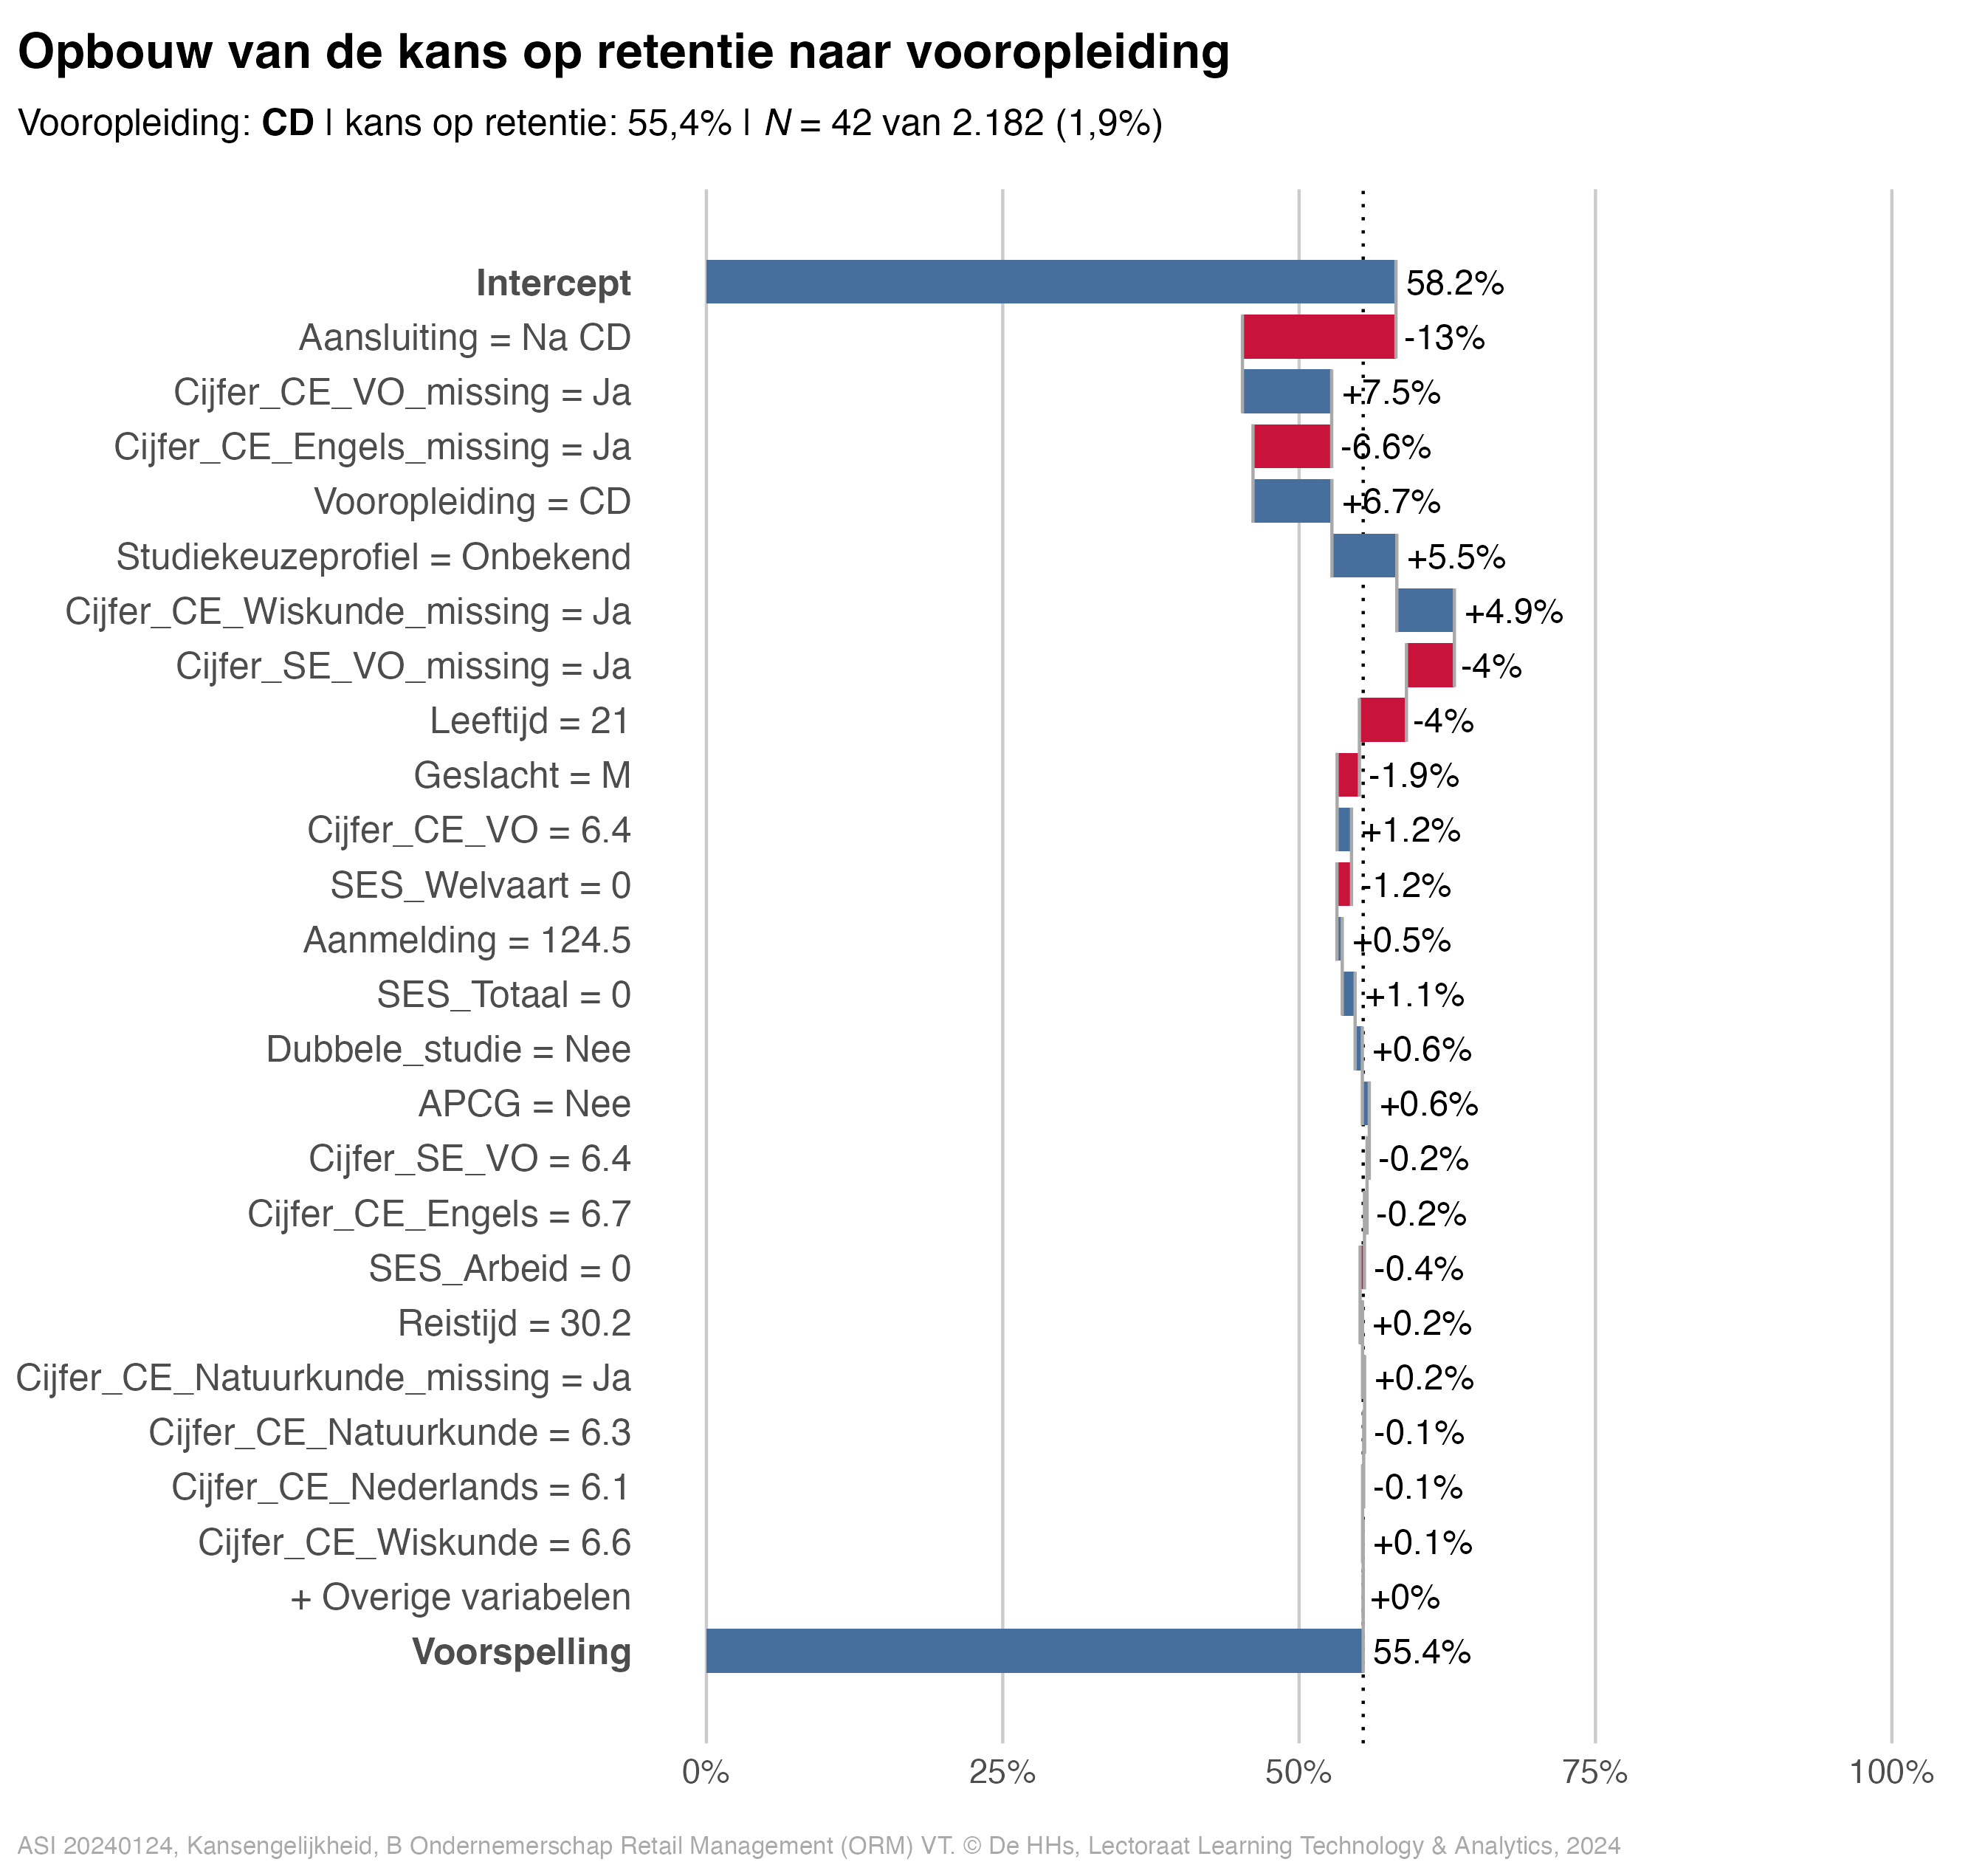 Opbouw van de kans op retentie naar vooropleiding
Vooropleiding: CD | kans op retentie: 55,4% | N = 42 van 2.182 (1,9%)
Intercept 58.2%
Aansluiting = Na CD -13%
Cijfer_CE_VO_missing = Ja +7.5%
Cijfer_CE_Engels_missing = Ja -6.6%
Vooropleiding = CD +6.7%
Studiekeuzeprofiel = Onbekend +5.5%
Cijfer_CE_Wiskunde_missing = Ja +4.9%
Cijfer_SE_VO_missing = Ja -4%
Leeftijd = 21 -4%
Geslacht = M -1.9%
Cijfer_CE_VO = 6.4 +1.2%
SES_Welvaart = 0 -1.2%
Aanmelding = 124.5 +0.5%
SES_Totaal = 0 +1.1%
Dubbele_studie = Nee +0.6%
APCG = Nee +0.6%
Cijfer_SE_VO = 6.4 -0.2%
Cijfer_CE_Engels = 6.7 -0.2%
SES_Arbeid = 0 -0.4%
Reistijd = 30.2 +0.2%
Cijfer_CE_Natuurkunde_missing = Ja +0.2%
Cijfer_CE_Natuurkunde = 6.3 -0.1%
Cijfer_CE_Nederlands = 6.1 -0.1%
Cijfer_CE_Wiskunde = 6.6 +0.1%
+ Overige variabelen +0%
Voorspelling 55.4%
0% 25% 50% 75% 100%
ASI 20240124, Kansengelijkheid, B Ondernemerschap Retail Management (ORM) VT. © De HHs, Lectoraat Learning Technology & Analytics, 2024